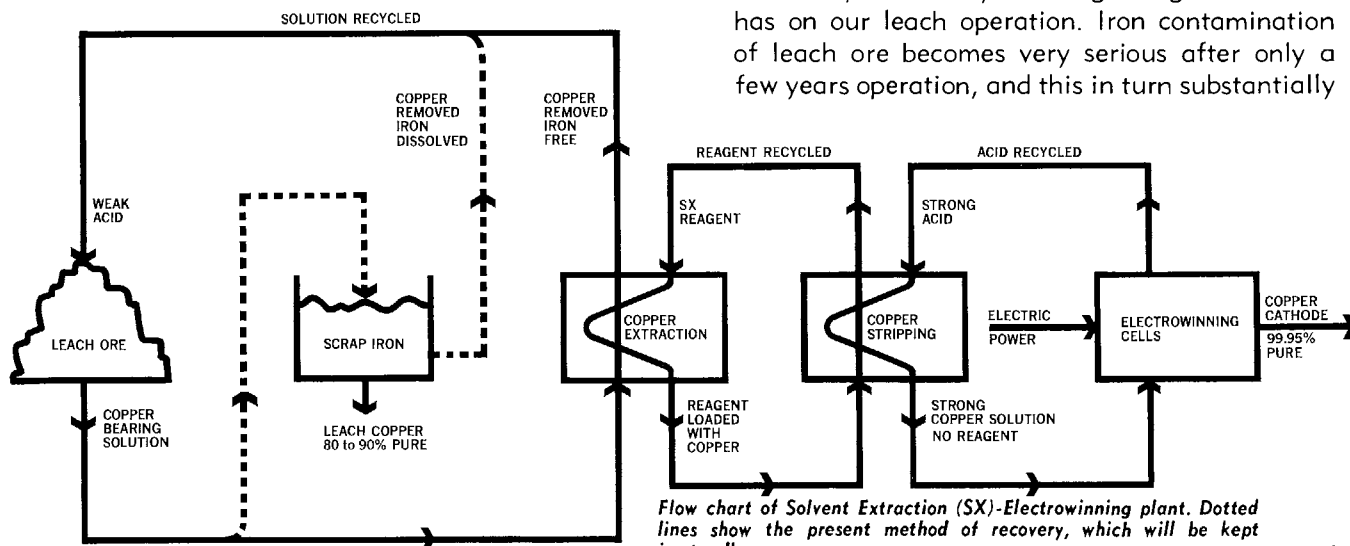 has on our leach operation. Iron contamination
of leach ore becomes very serious after only a
few years operation, and this in turn substantially
SOLUTION RECYCLED
COPPER
REMOVED
IRON
DISSOLVED
COPPER
REMOVED
IRON
FREE
REAGENT RECYCLED
ACID RECYCLED
WEAK
ACID
SX
REAGENT
STRONG
ACID
LEACH ORE
SCRAP IRON
COPPER
EXTRACTION
COPPER
STRIPPING
ELECTRIC
POWER
ELECTROWINNING
CELLS
COPPER
CATHODE
99.95%
PURE
COPPER
BEARING
SOLUTION
LEACH COPPER
80 to 90% PURE
REAGENT
LOADED
WITH
COPPER
STRONG
COPPER SOLUTION
NO REAGENT
Flow chart of Solvent Extraction (SX)-Electrowinning plant. Dotted
lines show the present method of recovery, which will be kept